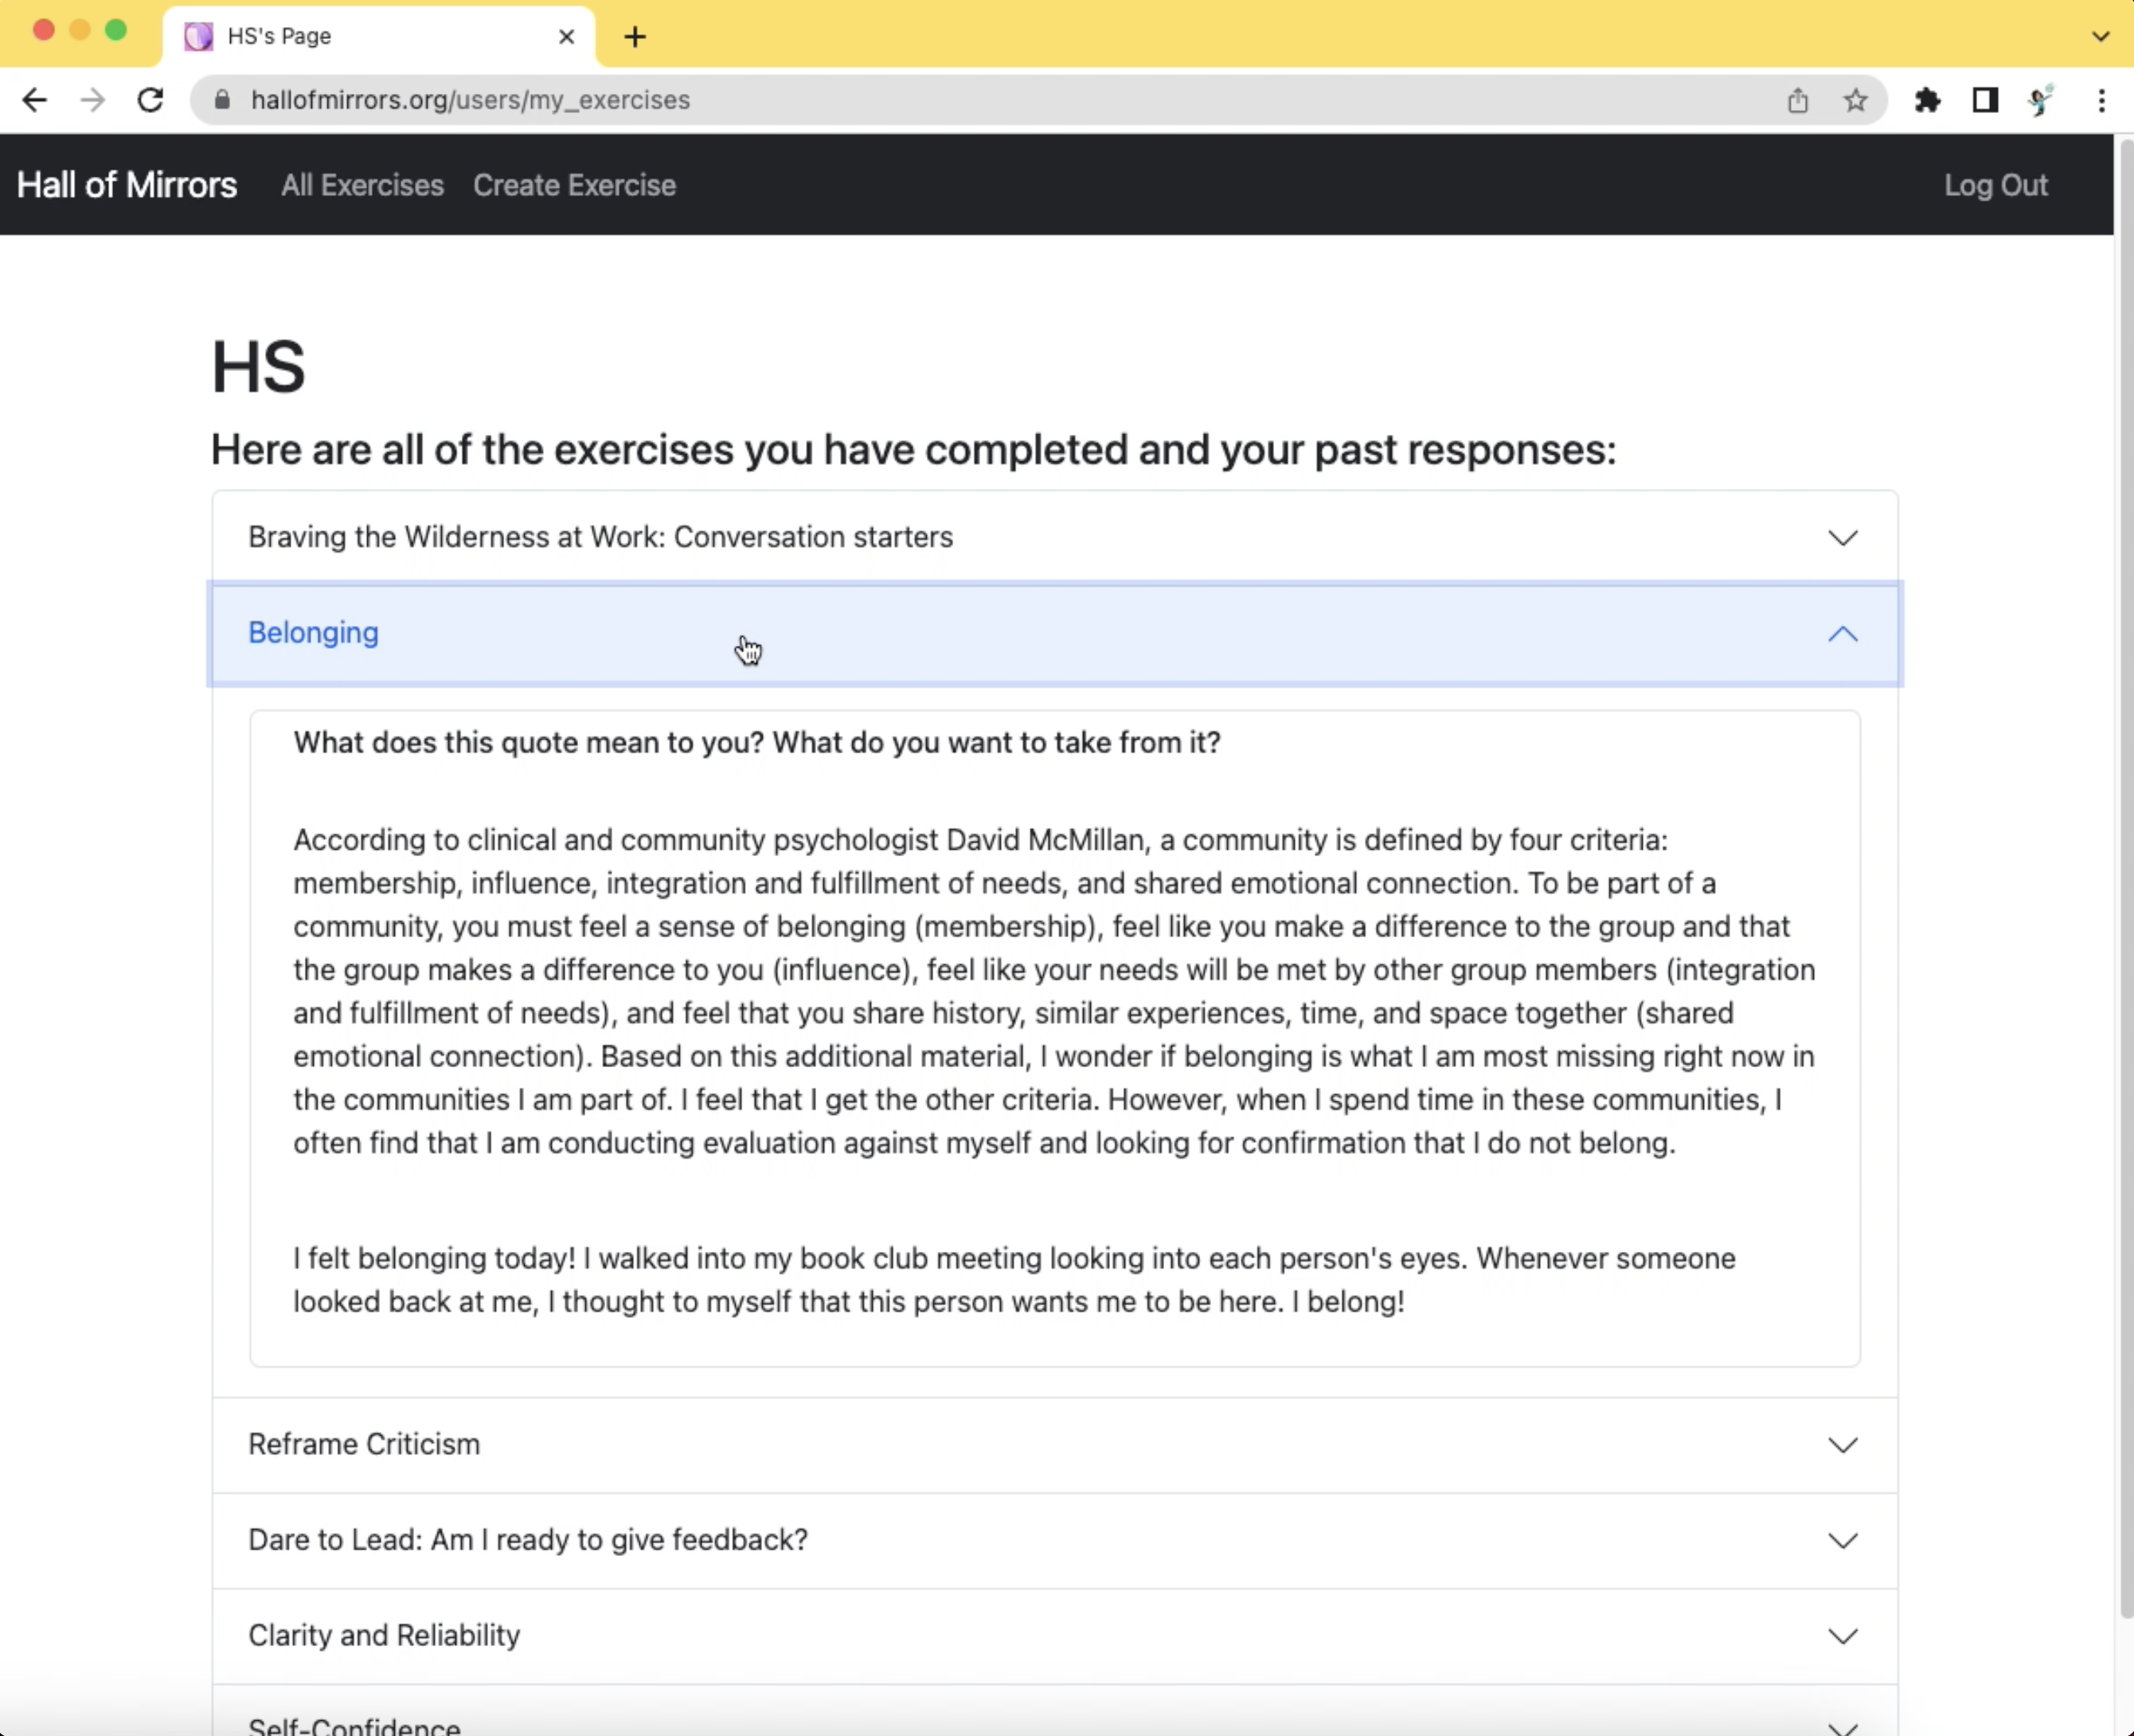 HS's Page
hallofmirrors.org/users/my_exercises
Hall of Mirrors All Exercises Create Exercise Log Out
HS
Here are all of the exercises you have completed and your past responses:
Braving the Wilderness at Work: Conversation starters
Belonging
What does this quote mean to you? What do you want to take from it?
According to clinical and community psychologist David McMillan, a community is defined by four criteria:
membership, influence, integration and fulfillment of needs, and shared emotional connection. To be part of a
community, you must feel a sense of belonging (membership), feel like you make a difference to the group and that
the group makes a difference to you (influence), feel like your needs will be met by other group members (integration
and fulfillment of needs), and feel that you share history, similar experiences, time, and space together (shared
emotional connection). Based on this additional material, I wonder if belonging is what I am most missing right now in
the communities I am part of. I feel that I get the other criteria. However, when I spend time in these communities, I
often find that I am conducting evaluation against myself and looking for confirmation that I do not belong.
I felt belonging today! I walked into my book club meeting looking into each person's eyes. Whenever someone
looked back at me, I thought to myself that this person wants me to be here. I belong!
Reframe Criticism
Dare to Lead: Am I ready to give feedback?
Clarity and Reliability
Self-Confidence